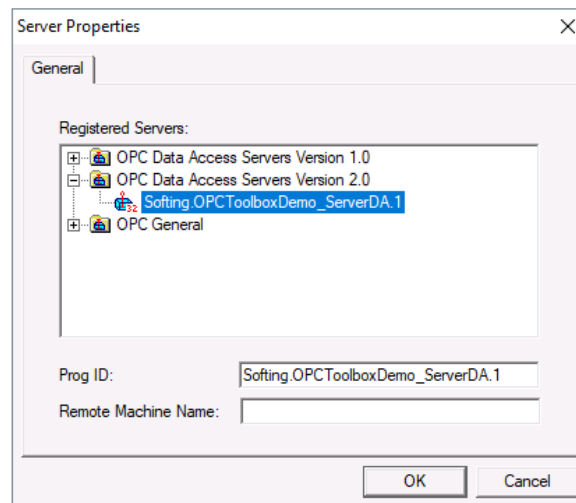 Server Properties
General
Registered Servers:
OPC Data Access Servers Version 1.0
OPC Data Access Servers Version 2.0
32 Softing.OPCToolboxDemo_ServerDA.1
OPC General
Prog ID: Softing.OPCToolboxDemo_ServerDA.1
Remote Machine Name:
OK Cancel